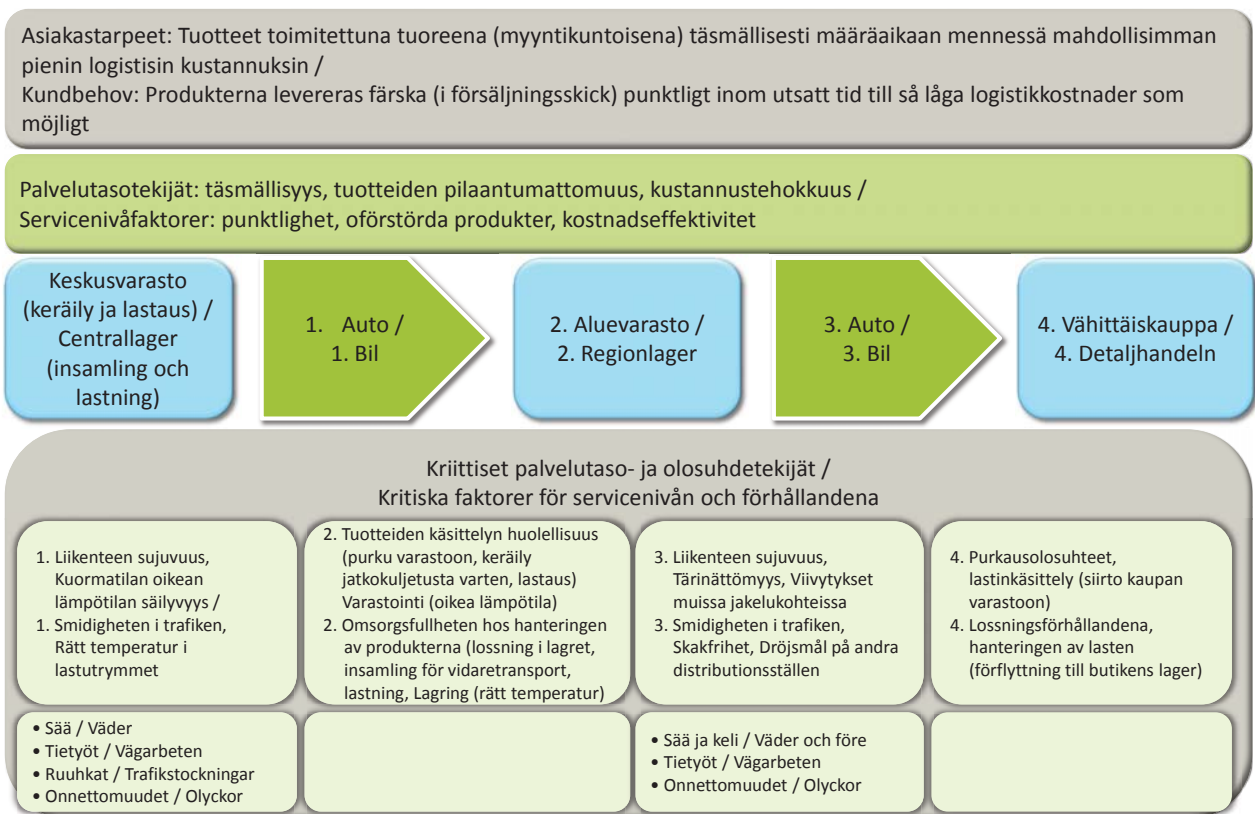 Asiakastarpeet: Tuotteet toimitettuna tuoreena (myyntikuntoisena) täsmällisesti määräaikaan mennessä mahdollisimman
pienin logistisin kustannuksin /
Kundbehov: Produkterna levereras färska (i försäljningsskick) punktligt inom utsatt tid till så låga logistikkostnader som
möjligt
Palvelutasotekijät: täsmällisyys, tuotteiden pilaantumattomuus, kustannustehokkuus /
Servicenivåfaktorer: punktlighet, oförstörda produkter, kostnadseffektivitet
Keskusvarasto
(keräily ja lastaus) /
Centrallager
(insamling och
lastning)
1. Auto /
1. Bil
2. Aluevarasto /
2. Regionlager
3. Auto /
3. Bil
4. Vähittäiskauppa /
4. Detaljhandeln
Kriittiset palvelutaso- ja olosuhdetekijät /
Kritiska faktorer för servicenivån och förhållandena
1. Liikenteen sujuvuus,
Kuormatilan oikean
lämpötilan säilyvyys /
1. Smidigheten i trafiken,
Rätt temperatur i
lastutrymmet
2. Tuotteiden käsittelyn huolellisuus
(purku varastoon, keräily
jatkokuljetusta varten, lastaus)
Varastointi (oikea lämpötila)
2. Omsorgsfullheten hos hanteringen
av produkterna (lossning i lagret,
insamling för vidaretransport,
lastning, Lagring (rätt temperatur)
3. Liikenteen sujuvuus,
Tärinättömyys, Viivytykset
muissa jakelukohteissa
3. Smidigheten i trafiken,
Skakfrihet, Dröjsmål på andra
distributionsställen
4. Purkausolosuhteet,
lastinkäsittely (siirto kaupan
varastoon)
4. Lossningsförhållandena,
hanteringen av lasten
(förflyttning till butikens lager)
• Sää / Väder
• Tietyöt / Vägarbeten
• Ruuhkat / Trafikstockningar
• Onnettomuudet / Olyckor
• Sää ja keli / Väder och före
• Tietyöt / Vägarbeten
• Onnettomuudet / Olyckor